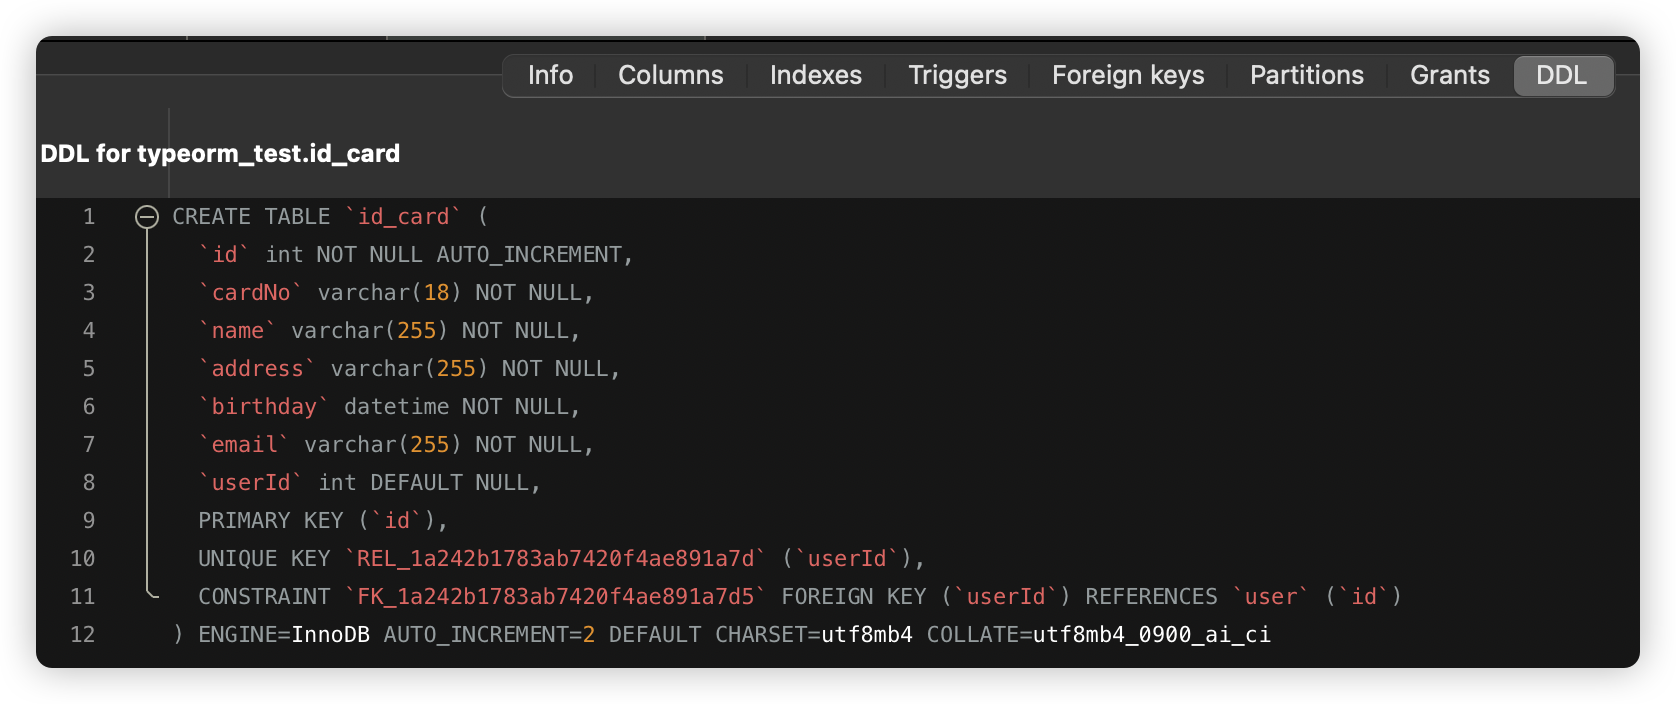 Info Columns Indexes Triggers Foreign keys Partitions Grants DDL
DDL for typeorm_test.id_card
1 CREATE TABLE `id_card` (
2 `id` int NOT NULL AUTO_INCREMENT,
3 `cardNo` varchar(18) NOT NULL,
4 `name` varchar(255) NOT NULL,
5 `address` varchar(255) NOT NULL,
6 `birthday` datetime NOT NULL,
7 `email` varchar(255) NOT NULL,
8 `userId` int DEFAULT NULL,
9 PRIMARY KEY (`id`),
10 UNIQUE KEY `REL_1a242b1783ab7420f4ae891a7d` (`userId`),
11 CONSTRAINT `FK_1a242b1783ab7420f4ae891a7d5` FOREIGN KEY (`userId`) REFERENCES `user` (`id`)
12 ) ENGINE=InnoDB AUTO_INCREMENT=2 DEFAULT CHARSET=utf8mb4 COLLATE=utf8mb4_0900_ai_ci